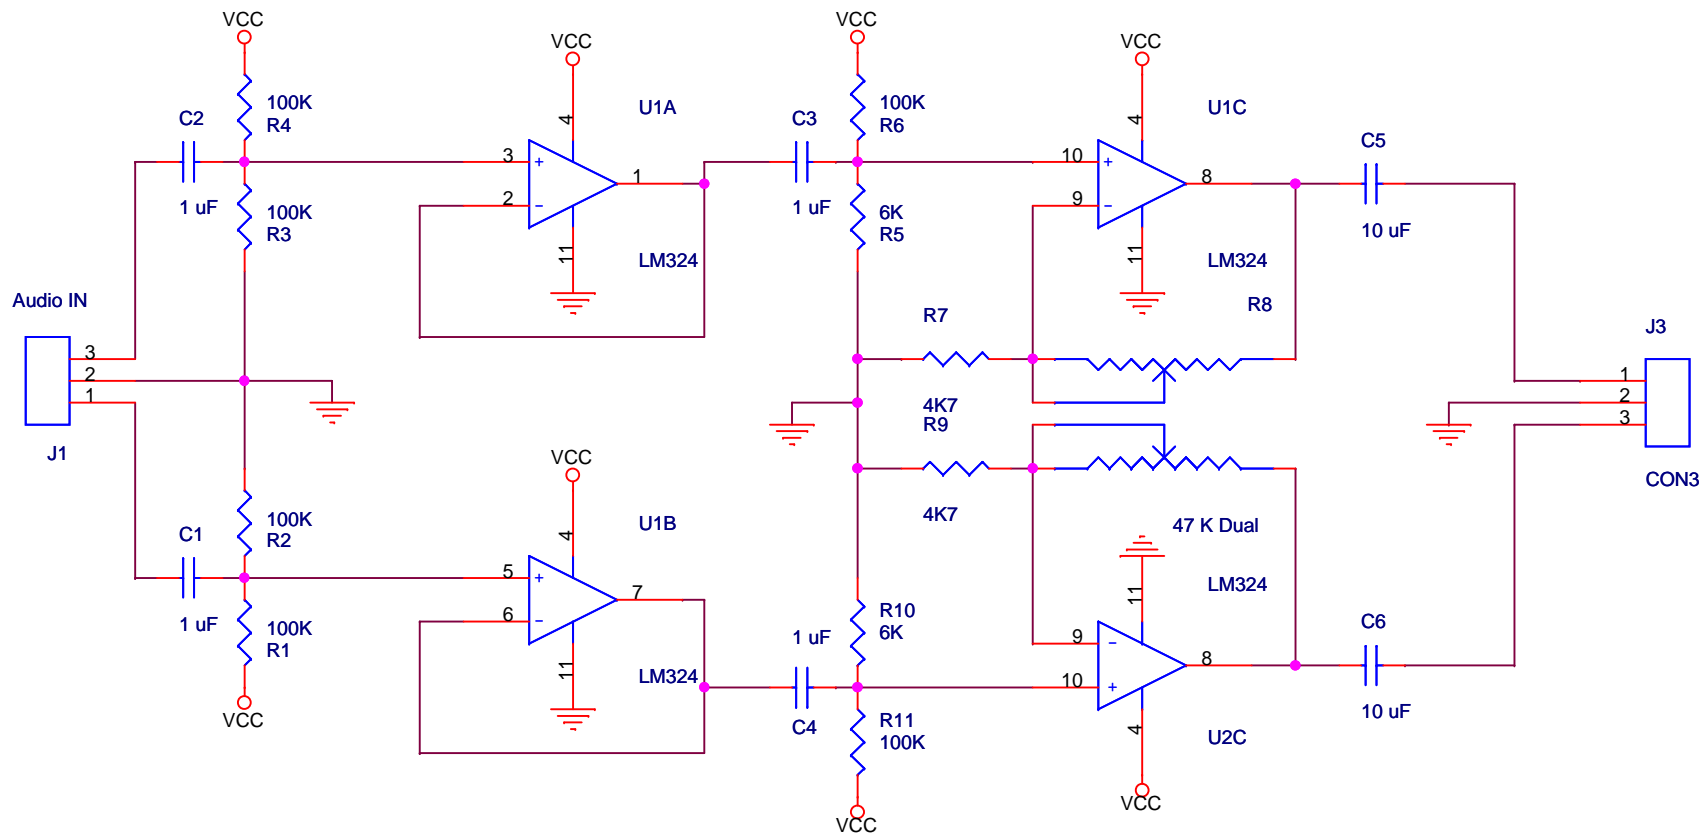 VCC
VCC
VCC
VCC
100K
R4
C2
1 uF
100K
R3
U1A
4
3
+
2
−
1
11
LM324
C3
1 uF
100K
R6
6K
R5
U1C
4
10
+
9
−
8
11
LM324
C5
10 uF
Audio IN
3
2
1
J1
R7
4K7
R8
R9
4K7
47 K Dual
J3
1
2
3
CON3
VCC
C1
1 uF
100K
R2
100K
R1
VCC
U1B
4
5
+
6
−
7
11
LM324
1 uF
C4
R10
6K
R11
100K
VCC
LM324
11
9
−
10
+
8
4
U2C
VCC
C6
10 uF